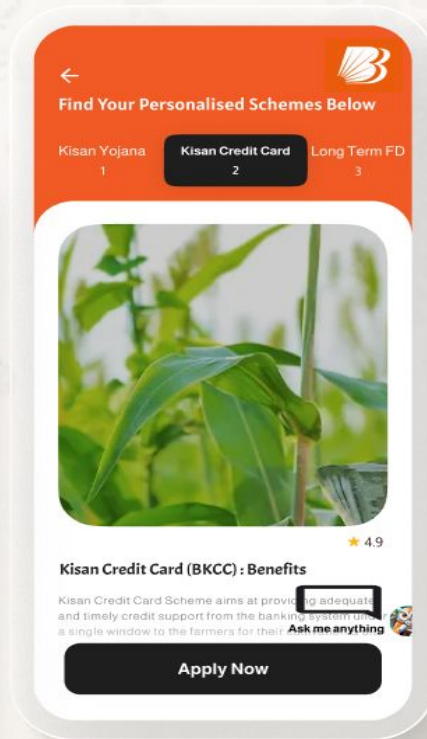 Find Your Personalised Schemes Below
Kisan Yojana
1
Kisan Credit Card
2
Long Term FD
3
4.9
Kisan Credit Card (BKCC) : Benefits
Kisan Credit Card Scheme aims at providing adequate
and timely credit support from the banking system under
a single window to the farmers for their
Ask me anything
Apply Now